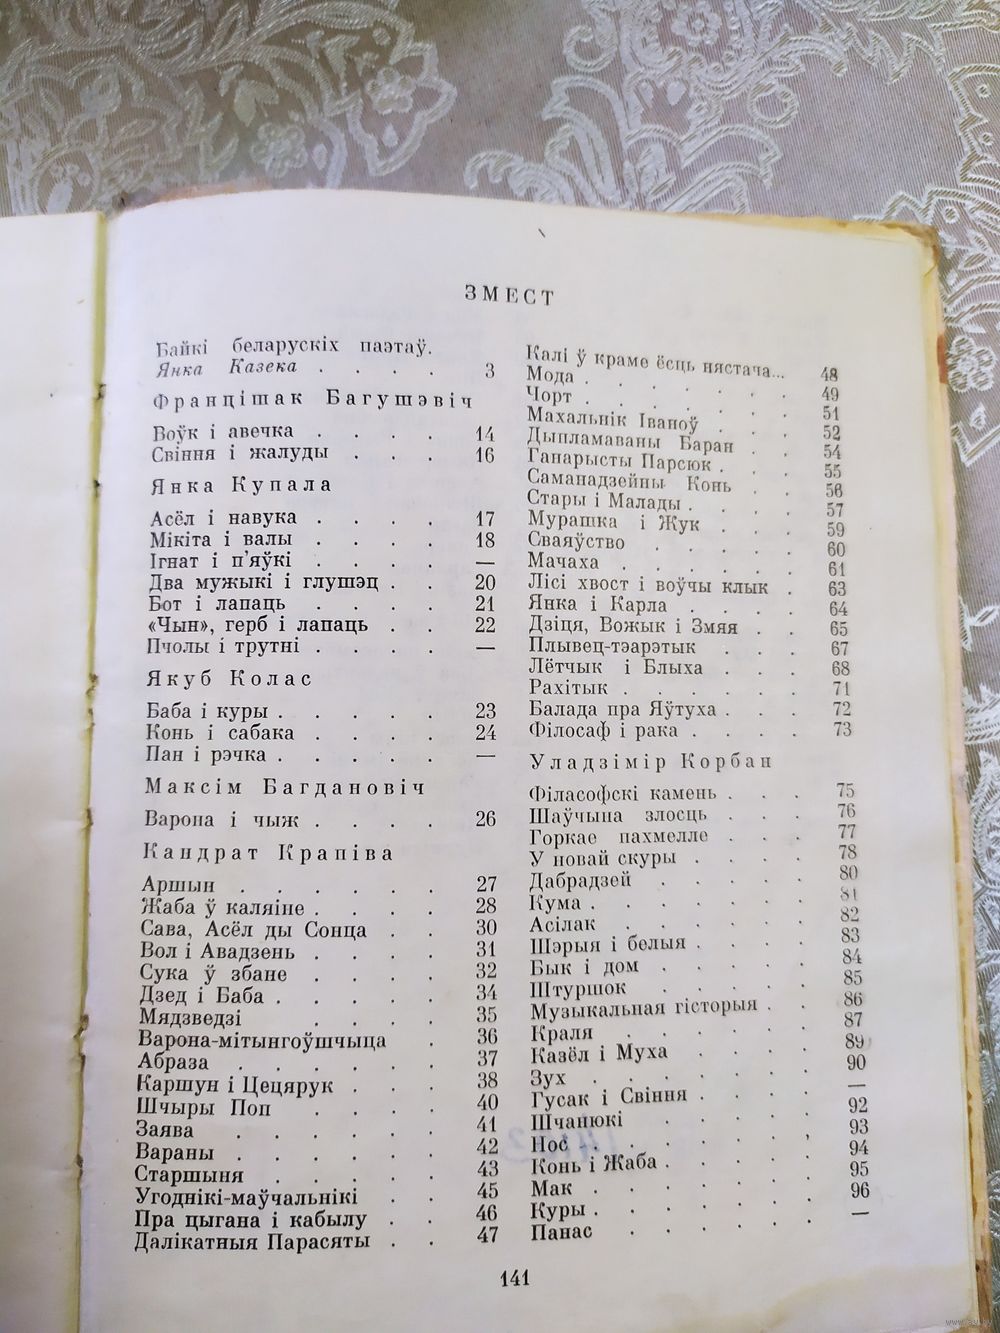 ЗМЕСТ
Байкі беларускіх паэтаў.
Янка Казека . . . . 3
Францішак Багушэвіч
Воўк і авечка . . . . 14
Свіння і жалуды . . . 16
Янка Купала
Асёл і навука . . . . 17
Мікіта і валы . . . . 18
Ігнат і п'яўкі . . . . —
Два мужыкі і глушэц . . 20
Бот і лапаць . . . . 21
«Чын», герб і лапаць . . 22
Пчолы і трутні . . . . —
Якуб Колас
Баба і куры . . . . . 23
Конь і сабака . . . . 24
Пан і рэчка . . . . . —
Максім Багдановіч
Варона і чыж . . . . 26
Кандрат Крапіва
Аршын . . . . . . 27
Жаба ў каляіне . . . . 28
Сава, Асёл ды Сонца . . 30
Вол і Авадзень . . . . 31
Сука ў збане . . . . 32
Дзед і Баба . . . . . 34
Мядзведзі . . . . 35
Варона-мітынгоўшчыца . 36
Абраза . . . . . . 37
Каршун і Цецярук . . . 38
Шчыры Поп . . . . 40
Заява . . . . . . 41
Вараны . . . . . . 42
Старшыня . . . . . 43
Угоднікі-маўчальнікі . . 45
Пра цыгана і кабылу . . 46
Далікатныя Парасяты . . 47
Калі ў краме ёсць нястача... 48
Мода . . . . . . 49
Чорт . . . . . . 51
Махальнік Іваноў . . . 52
Дыпламаваны Баран . . 54
Ганарысты Парсюк . . . 55
Саманадзейны Конь . . 56
Стары і Малады . . . . 57
Мурашка і Жук . . . 59
Сваяўство . . . . . 60
Мачаха . . . . . . 61
Лісі хвост і воўчы клык . 63
Янка і Карла . . . . 64
Дзіця, Вожык і Змяя . . 65
Плывец-тэарэтык . . . 67
Лётчык і Блыха . . . 68
Рахітык . . . . . . 71
Балада пра Яўтуха . . . 72
Філосаф і рака . . . . 73
Уладзімір Корбан
Філасофскі камень . . . 75
Шаўчына злосць . . . 76
Горкае пахмелле . . . 77
У новай скуры . . . . 78
Дабрадзей . . . . . 80
Кума . . . . . . 81
Асілак . . . . . 82
Шэрыя і белыя . . . . 83
Бык і дом . . . . . 84
Штуршок . . . . . 85
Музыкальная гісторыя . . 86
Краля . . . . . . 87
Казёл і Муха . . . . 89
Зух . . . . . . 90
Гусак і Свіння . . . . —
Шчанюкі . . . . . 92
Нос . . . . . . 93
Конь і Жаба . . . . . 94
Мак . . . . . . 95
Куры . . . . . . 96
Панас . . . . . —
141